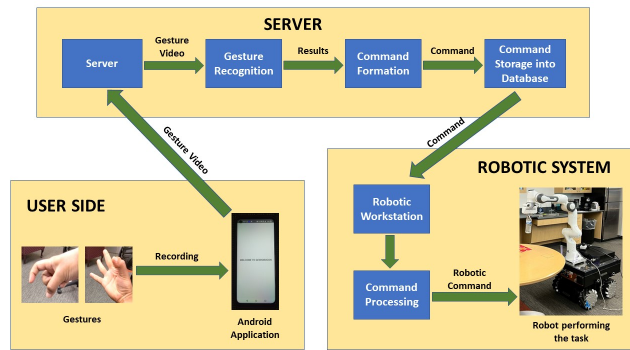 SERVER
Server
Gesture
Video
Gesture
Recognition
Results
Command
Formation
Command
Command
Storage into
Database
Gesture Video
Command
USER SIDE
Gestures
Recording
Android
Application
ROBOTIC SYSTEM
Robotic
Workstation
Command
Processing
Robotic
Command
Robot performing
the task